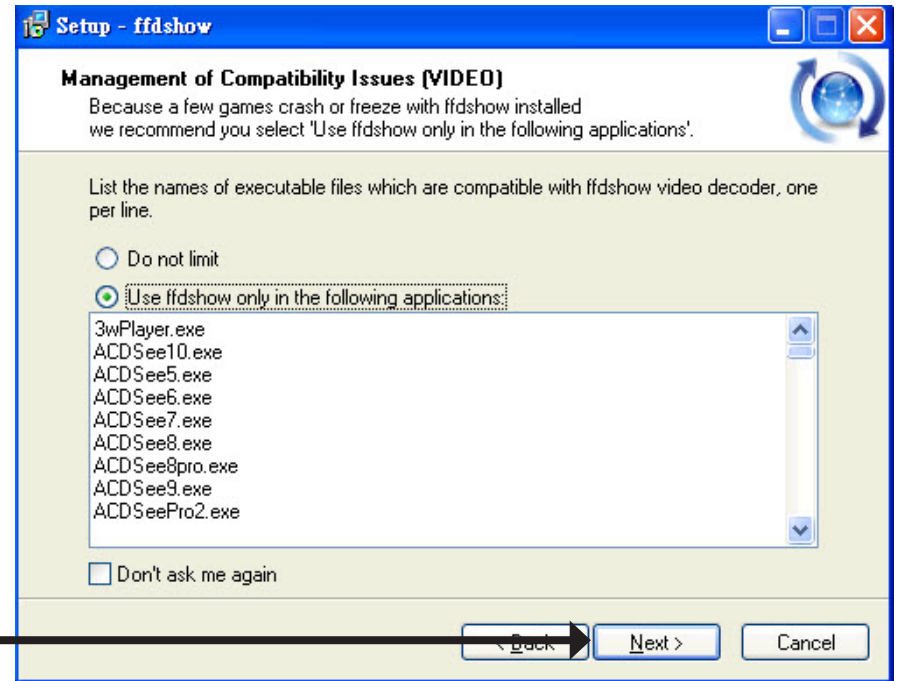 Setup - ffdshow
Management of Compatibility Issues (VIDEO)
Because a few games crash or freeze with ffdshow installed
we recommend you select 'Use ffdshow only in the following applications'.
List the names of executable files which are compatible with ffdshow video decoder, one
per line.
Do not limit
Use ffdshow only in the following applications:
3wPlayer.exe
ACDSee10.exe
ACDSee5.exe
ACDSee6.exe
ACDSee7.exe
ACDSee8.exe
ACDSee8pro.exe
ACDSee9.exe
ACDSeePro2.exe
Don't ask me again
< Back Next > Cancel